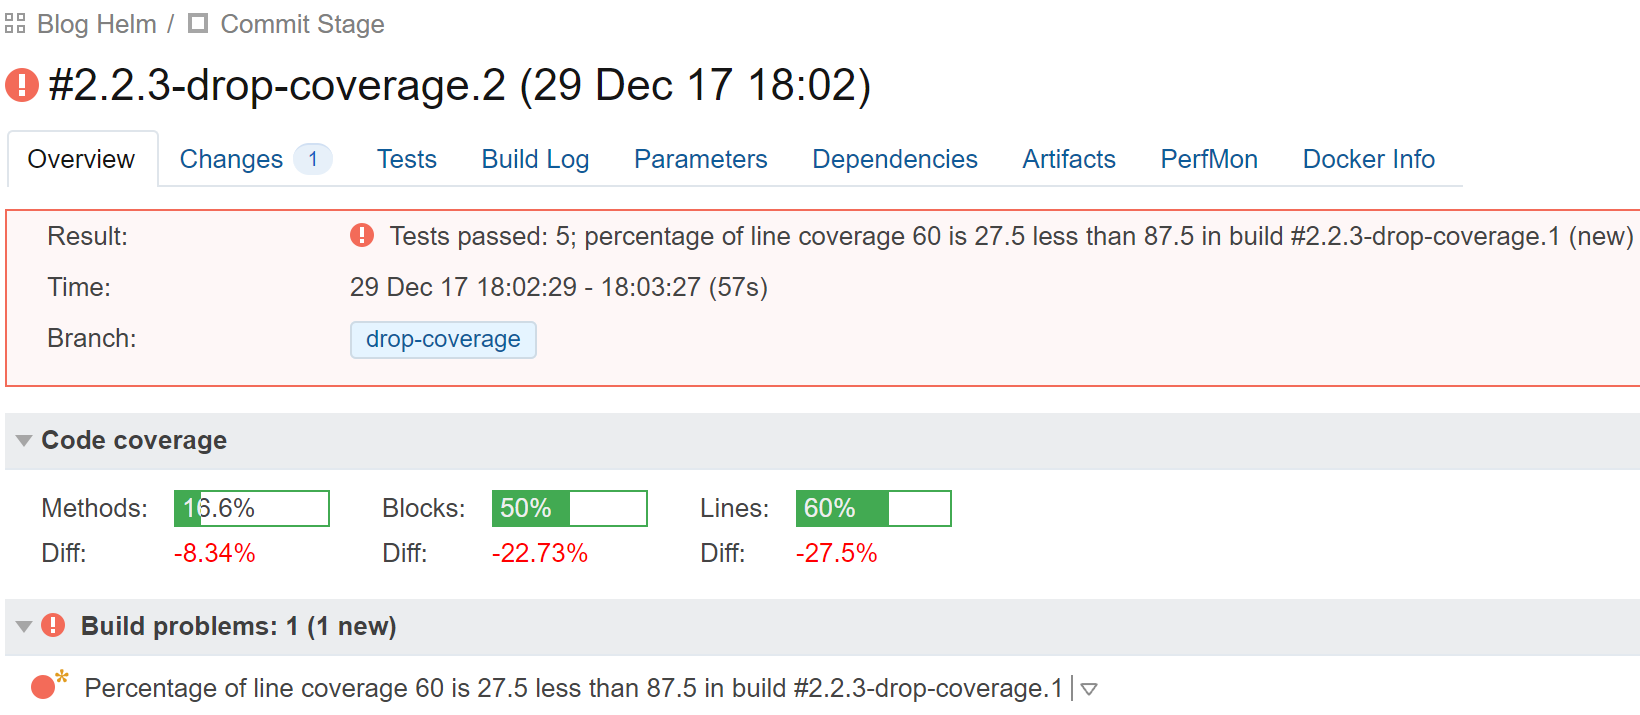 Blog Helm / Commit Stage
#2.2.3-drop-coverage.2 (29 Dec 17 18:02)
Overview Changes 1 Tests Build Log Parameters Dependencies Artifacts PerfMon Docker Info
Result: Tests passed: 5; percentage of line coverage 60 is 27.5 less than 87.5 in build #2.2.3-drop-coverage.1 (new)
Time: 29 Dec 17 18:02:29 - 18:03:27 (57s)
Branch: drop-coverage
Code coverage
Methods: 16.6% Blocks: 50% Lines: 60%
Diff: -8.34% Diff: -22.73% Diff: -27.5%
Build problems: 1 (1 new)
Percentage of line coverage 60 is 27.5 less than 87.5 in build #2.2.3-drop-coverage.1